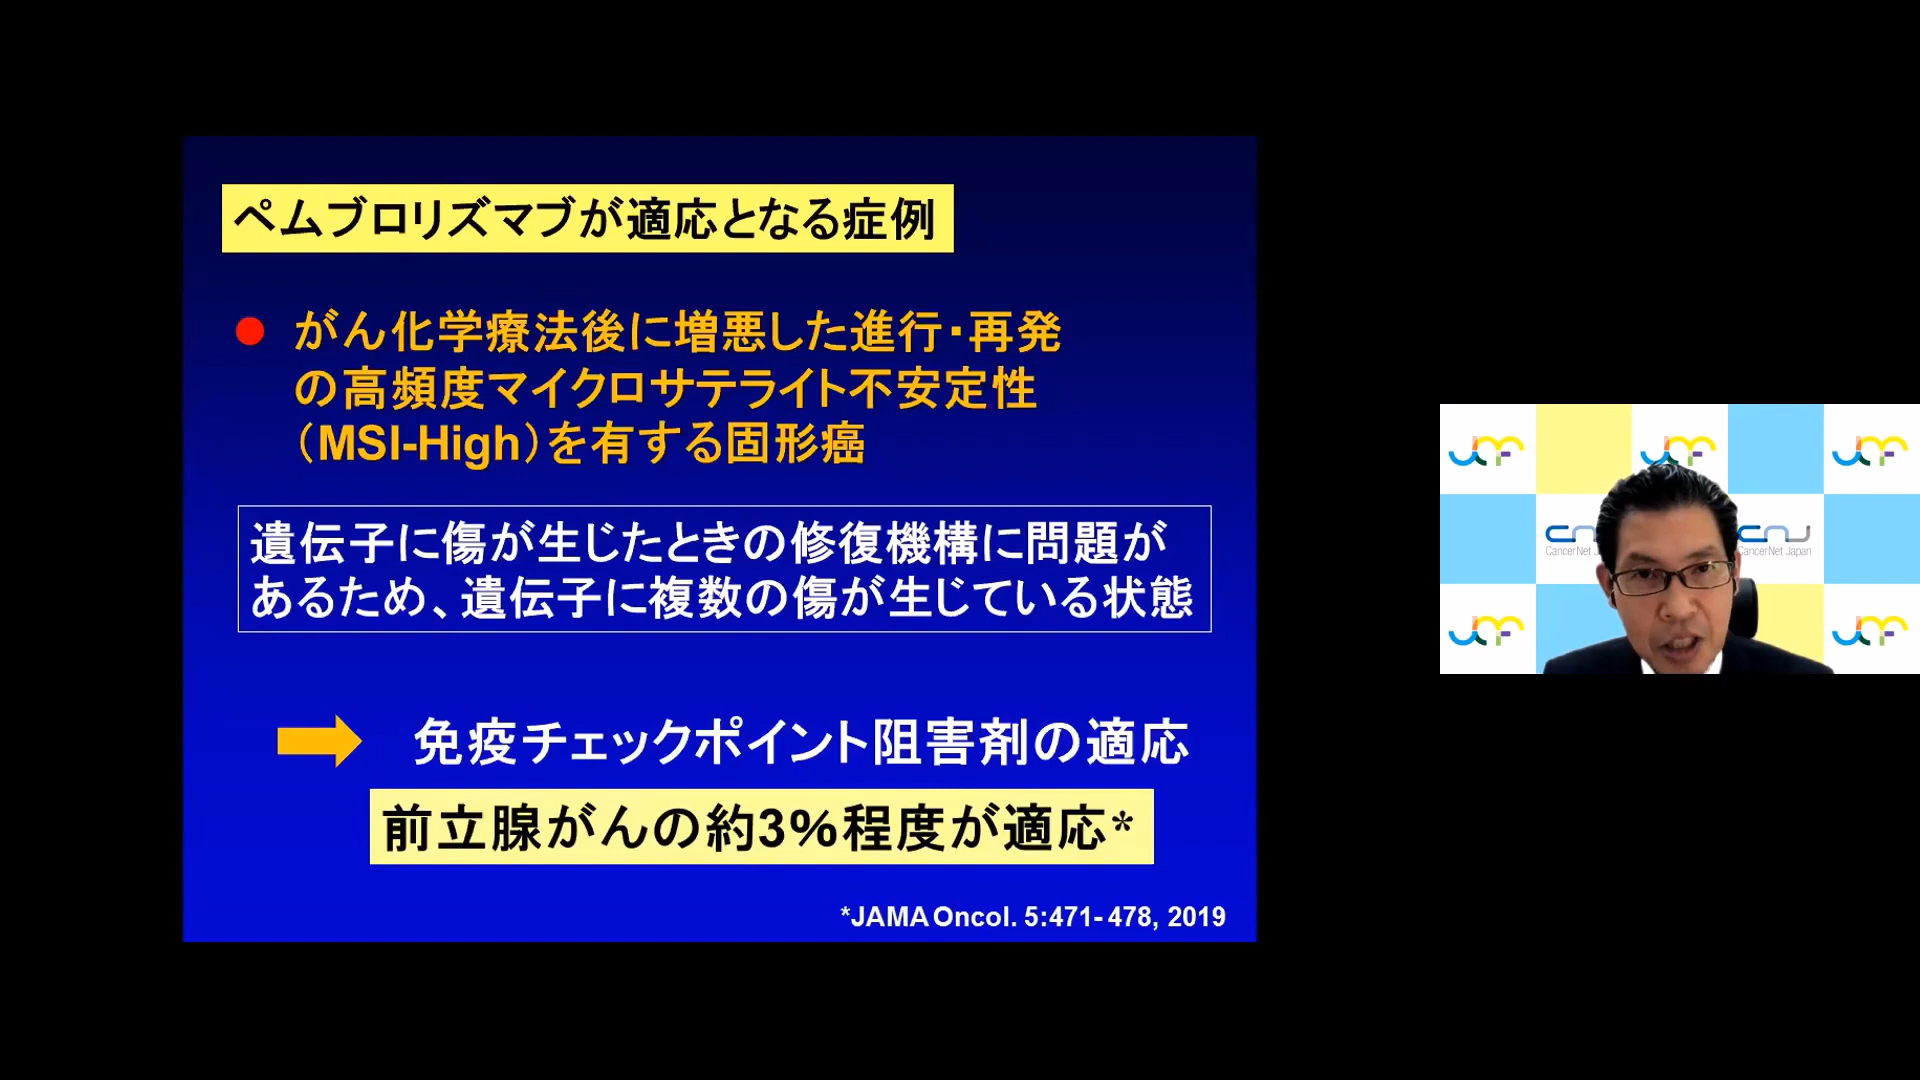 ペムブロリズマブが適応となる症例
がん化学療法後に増悪した進行・再発
の高頻度マイクロサテライト不安定性
（MSI-High）を有する固形癌
遺伝子に傷が生じたときの修復機構に問題が
あるため、遺伝子に複数の傷が生じている状態
免疫チェックポイント阻害剤の適応
前立腺がんの約3%程度が適応*
*JAMA Oncol. 5:471- 478, 2019
CancerNet J
CancerNet Japan